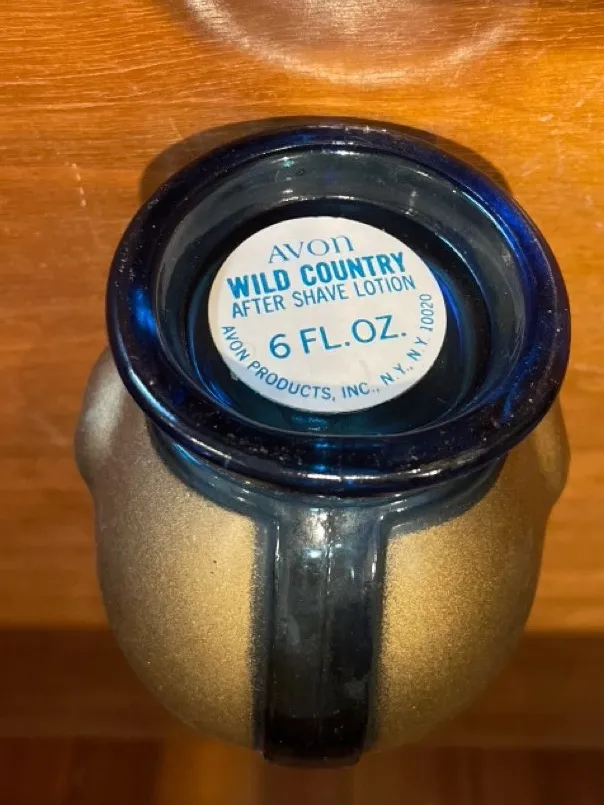 AVON
WILD COUNTRY
AFTER SHAVE LOTION
6 FL. OZ.
AVON PRODUCTS, INC., N.Y., N.Y. 10020